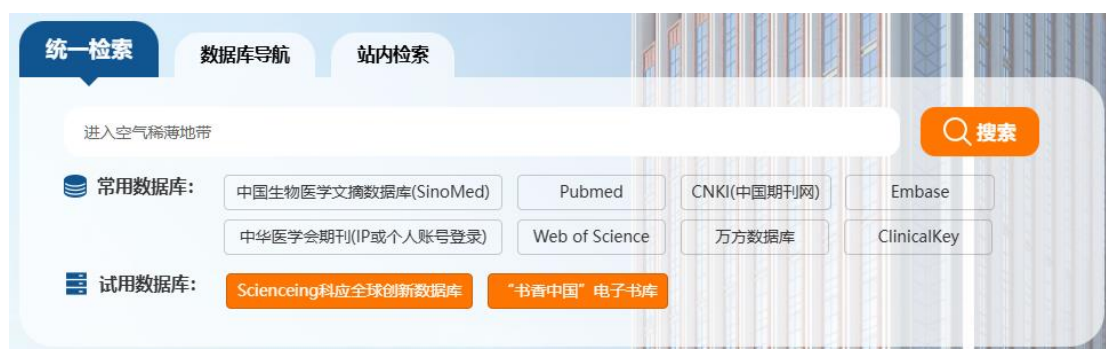 统一检索 数据库导航 站内检索
进入空气稀薄地带 搜索
常用数据库: 中国生物医学文摘数据库(SinoMed) Pubmed CNKI(中国期刊网) Embase
中华医学会期刊(IP或个人账号登录) Web of Science 万方数据库 ClinicalKey
试用数据库: Scienceing科应全球创新数据库 “书香中国”电子书库